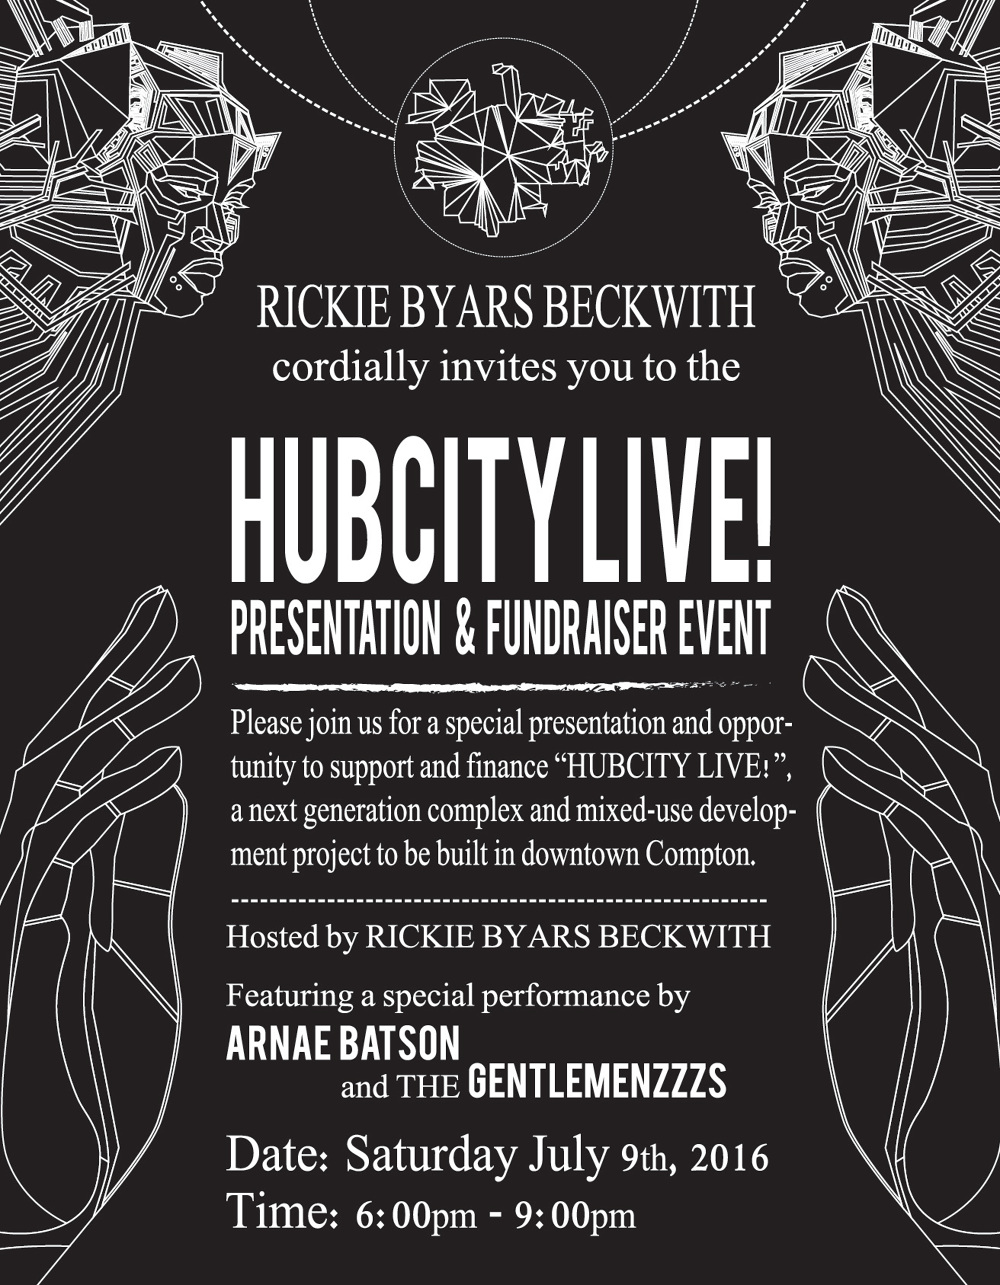 RICKIE BYARS BECKWITH
cordially invites you to the
HUBCITY LIVE!
PRESENTATION & FUNDRAISER EVENT
Please join us for a special presentation and oppor-
tunity to support and finance “HUBCITY LIVE!”,
a next generation complex and mixed-use develop-
ment project to be built in downtown Compton.
Hosted by RICKIE BYARS BECKWITH
Featuring a special performance by
ARNAE BATSON
and THE GENTLEMENZZZS
Date: Saturday July 9th, 2016
Time: 6:00pm - 9:00pm